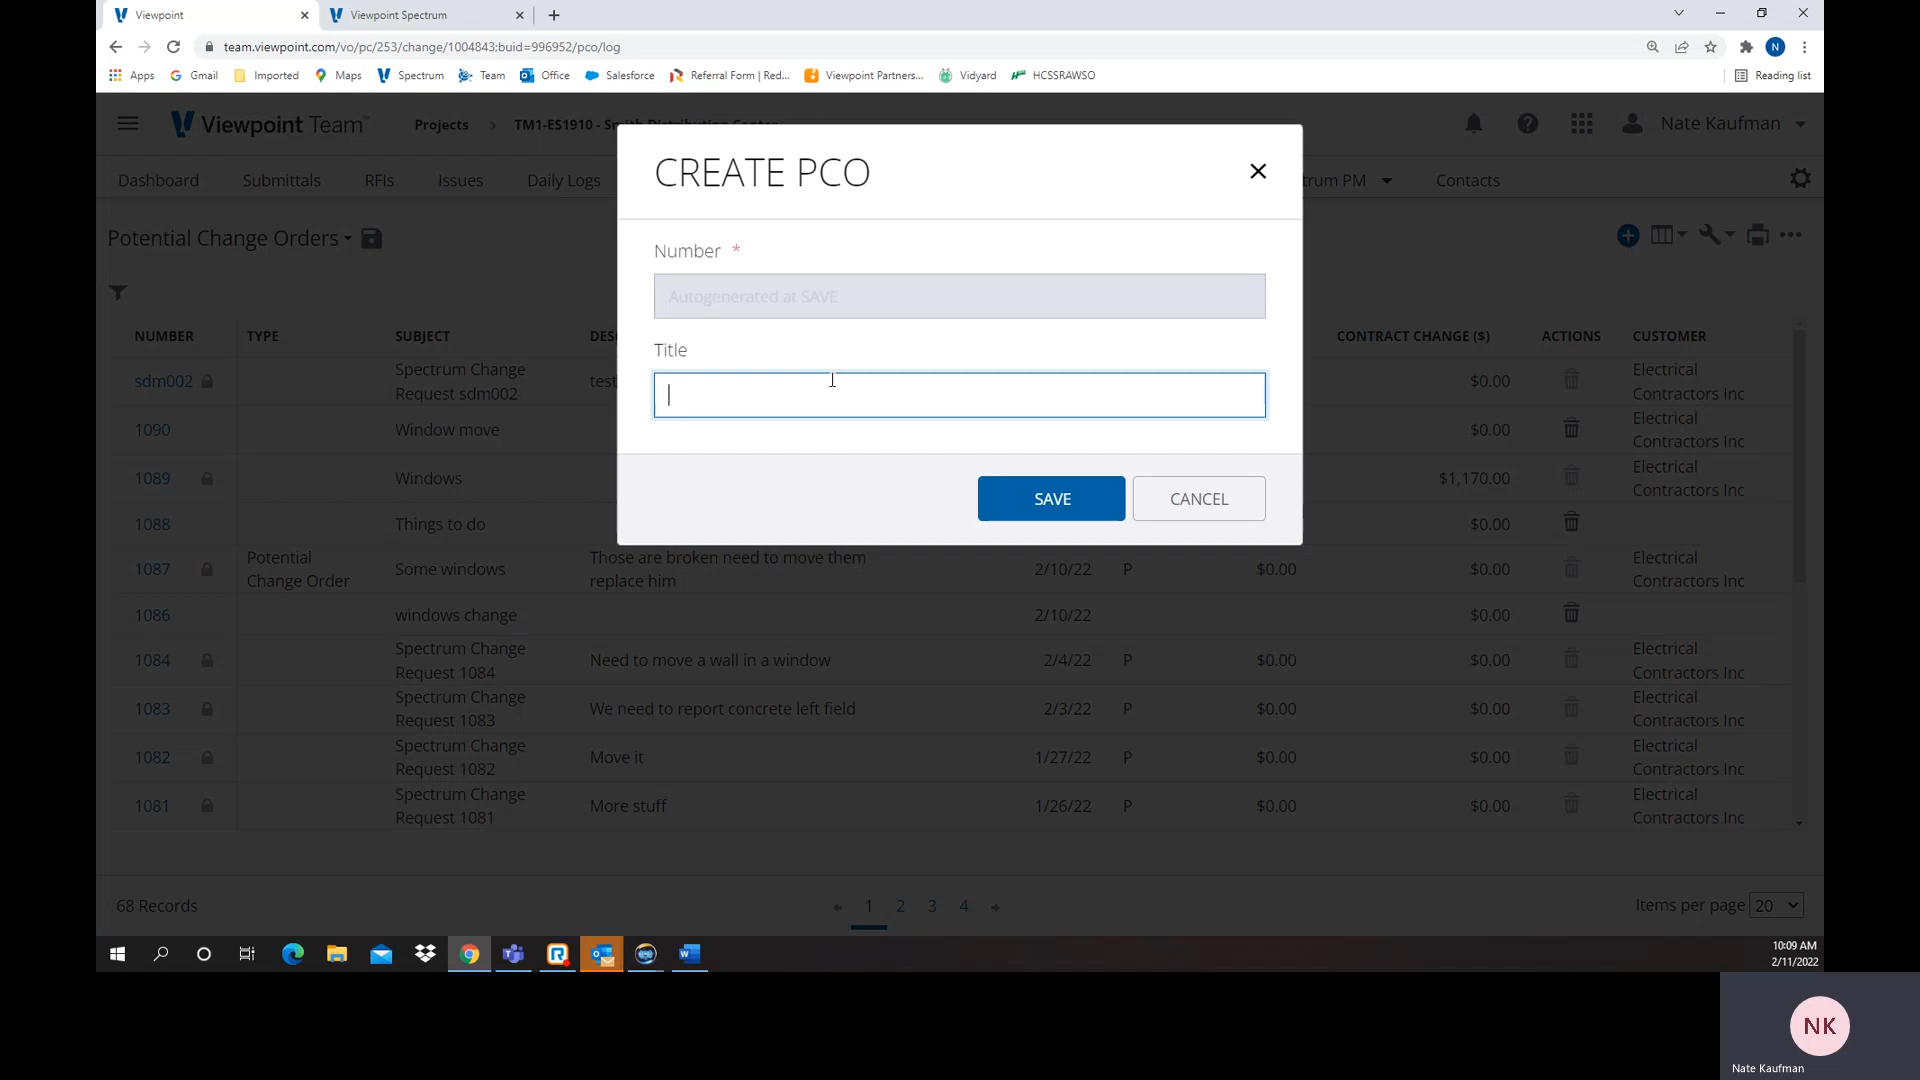 Viewpoint
Viewpoint Spectrum
team.viewpoint.com/vo/pc/253/change/1004843;buid=996952/pco/log
N
Apps Gmail Imported Maps Spectrum Team Office Salesforce Referral Form | Red... Viewpoint Partners... Vidyard HCSSRAWSO Reading list
Viewpoint Team Projects > TM1-ES1910 - Smith Distribution Center Nate Kaufman
Dashboard Submittals RFIs Issues Daily Logs trum PM Contacts
CREATE PCO
Number *
Autogenerated at SAVE
Title
SAVE CANCEL
Potential Change Orders
NUMBER TYPE SUBJECT DES CONTRACT CHANGE ($) ACTIONS CUSTOMER
sdm002 Spectrum Change Request sdm002 test $0.00 Electrical Contractors Inc
1090 Window move $0.00 Electrical Contractors Inc
1089 Windows $1,170.00 Electrical Contractors Inc
1088 Things to do $0.00
1087 Potential Change Order Some windows Those are broken need to move them replace him 2/10/22 P $0.00 $0.00 Electrical Contractors Inc
1086 windows change 2/10/22 $0.00
1084 Spectrum Change Request 1084 Need to move a wall in a window 2/4/22 P $0.00 $0.00 Electrical Contractors Inc
1083 Spectrum Change Request 1083 We need to report concrete left field 2/3/22 P $0.00 $0.00 Electrical Contractors Inc
1082 Spectrum Change Request 1082 Move it 1/27/22 P $0.00 $0.00 Electrical Contractors Inc
1081 Spectrum Change Request 1081 More stuff 1/26/22 P $0.00 $0.00 Electrical Contractors Inc
68 Records 1 2 3 4 Items per page 20
10:09 AM
2/11/2022
NK
Nate Kaufman